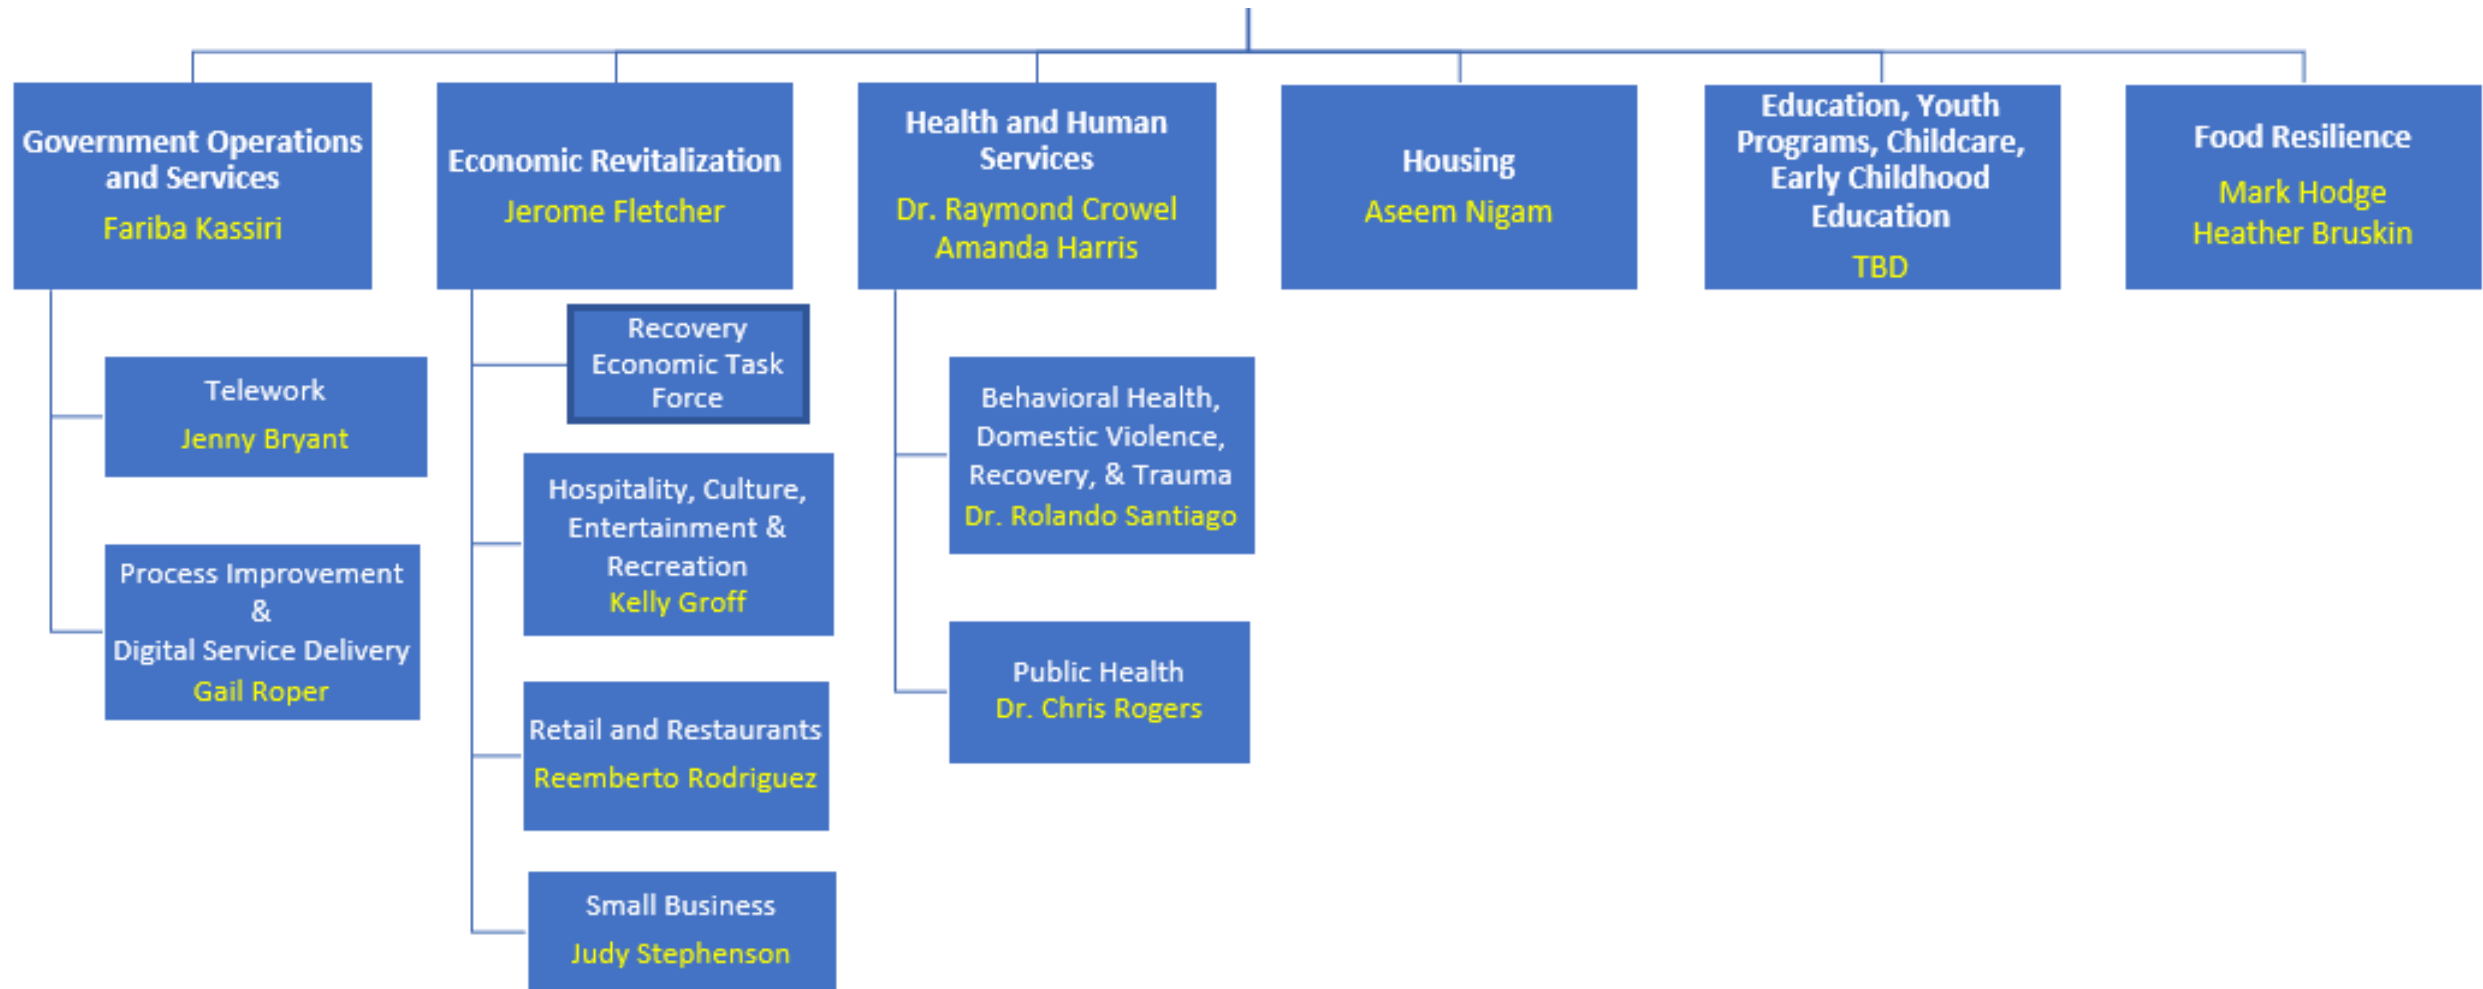 Government Operations
and Services
Fariba Kassiri
Telework
Jenny Bryant
Process Improvement
&
Digital Service Delivery
Gail Roper
Economic Revitalization
Jerome Fletcher
Recovery
Economic Task
Force
Hospitality, Culture,
Entertainment &
Recreation
Kelly Groff
Retail and Restaurants
Reemberto Rodriguez
Small Business
Judy Stephenson
Health and Human
Services
Dr. Raymond Crowel
Amanda Harris
Behavioral Health,
Domestic Violence,
Recovery, & Trauma
Dr. Rolando Santiago
Public Health
Dr. Chris Rogers
Housing
Aseem Nigam
Education, Youth
Programs, Childcare,
Early Childhood
Education
TBD
Food Resilience
Mark Hodge
Heather Bruskin